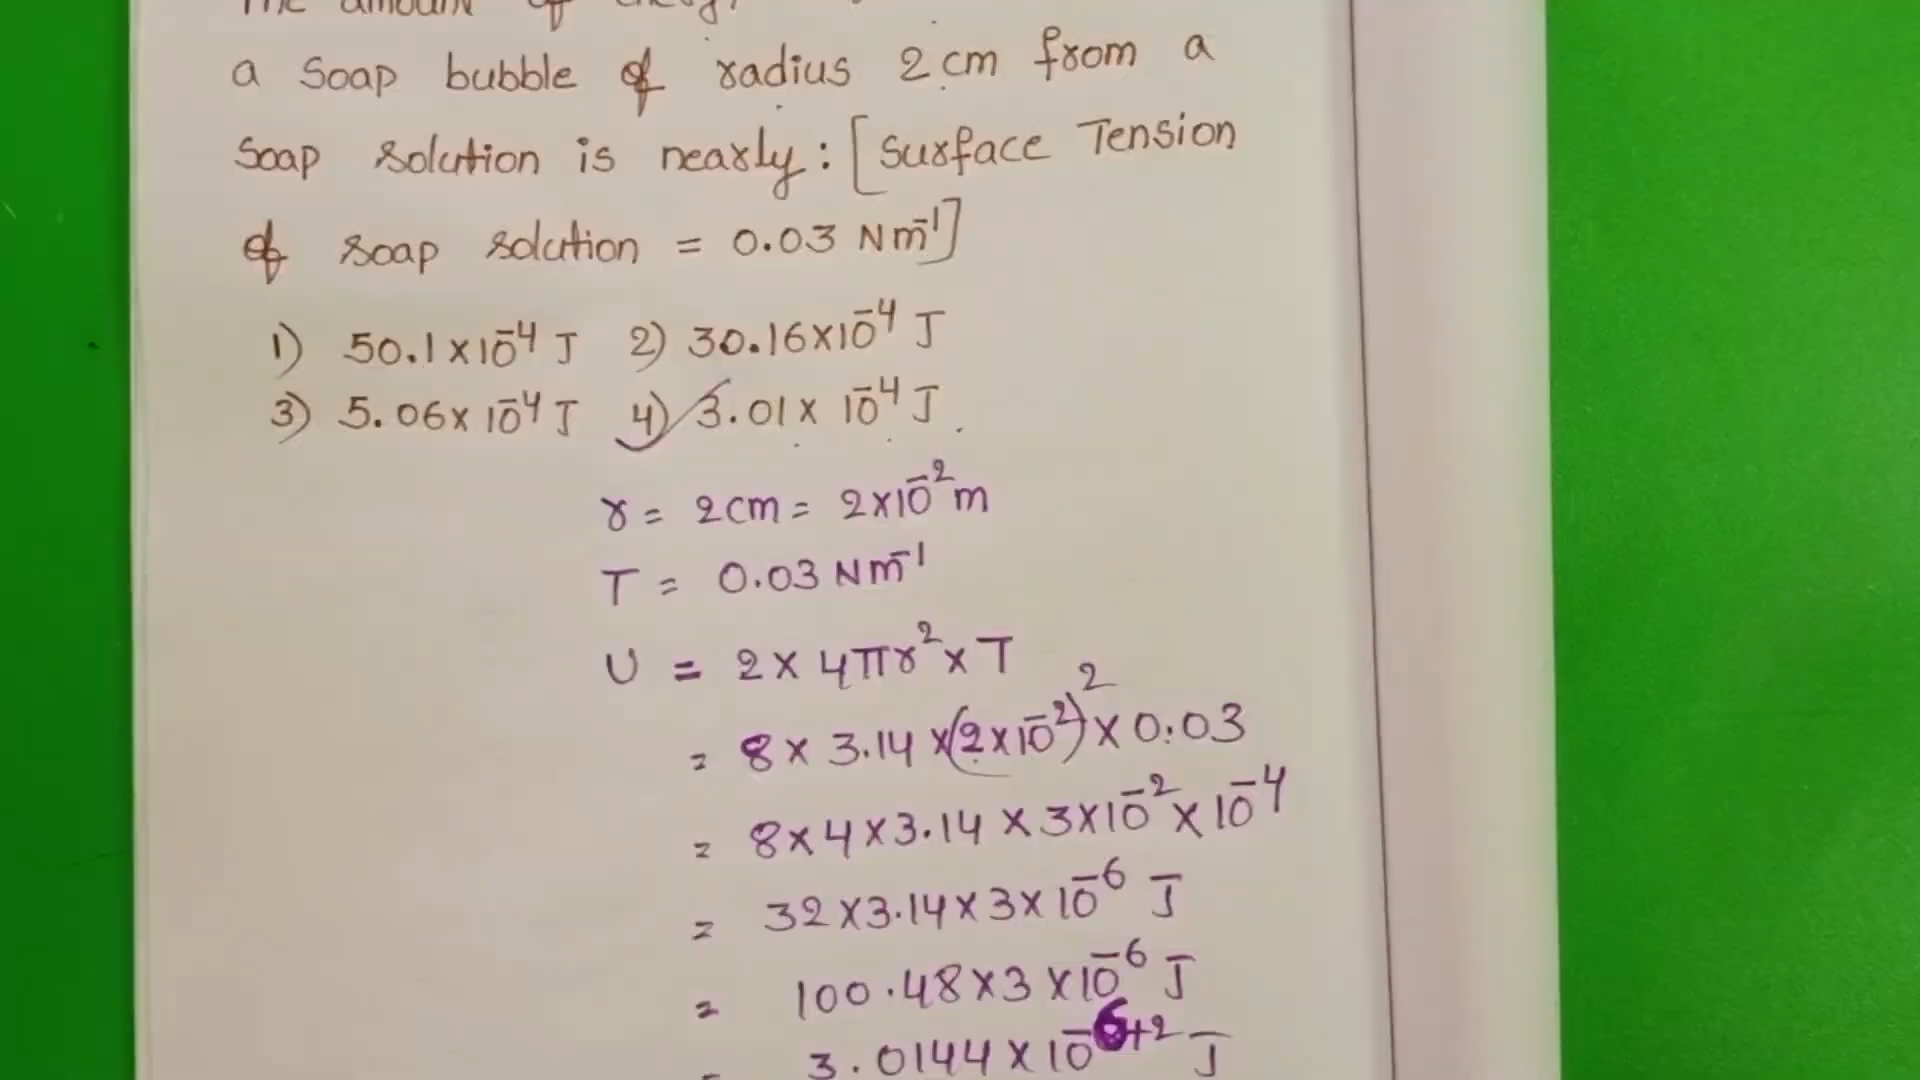 The amount of energy
a soap bubble of radius 2 cm from a
soap solution is nearly: [Surface Tension
of soap solution = 0.03 Nm⁻¹]
1) 50.1×10⁻⁴ J 2) 30.16×10⁻⁴ J
3) 5.06×10⁻⁴ J 4) 3.01×10⁻⁴ J
r = 2cm = 2×10⁻² m
T = 0.03 Nm⁻¹
U = 2×4πr²×T
= 8×3.14×(2×10⁻²)²×0.03
= 8×4×3.14×3×10⁻²×10⁻⁴
= 32×3.14×3×10⁻⁶ J
= 100.48×3×10⁻⁶ J
= 3.0144×10⁻⁶⁺² J